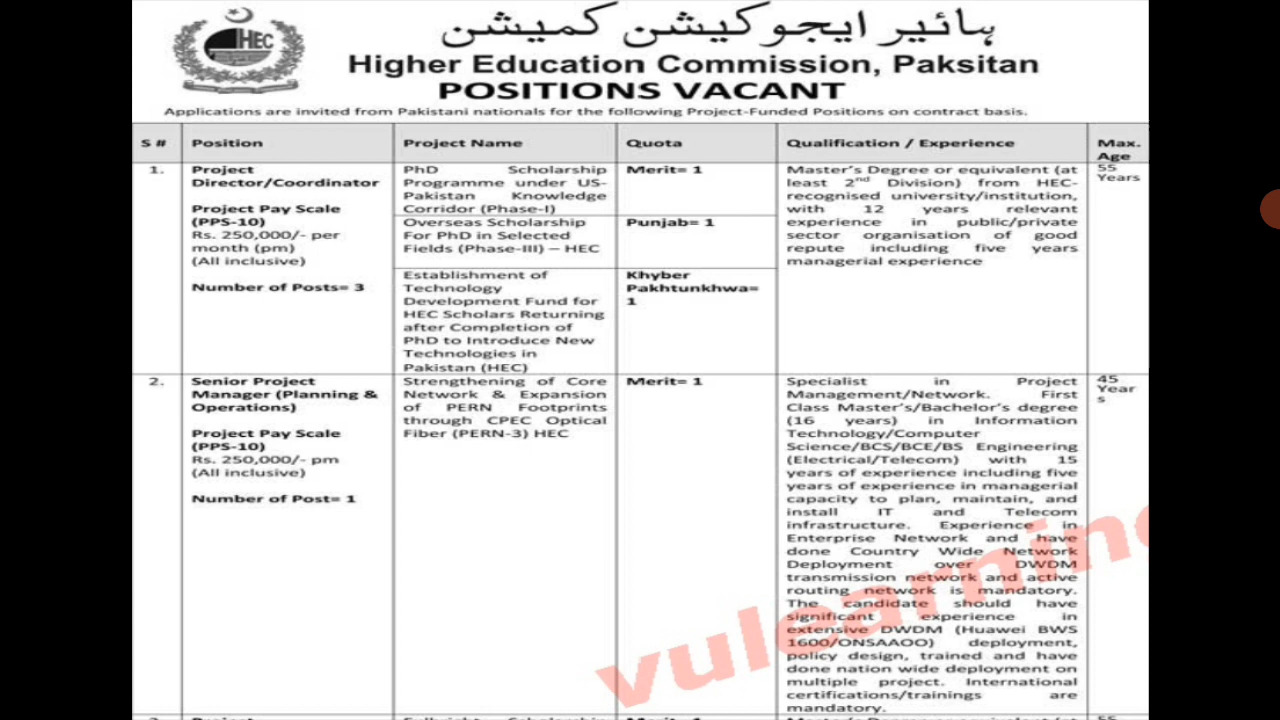 ہائیر ایجوکیشن کمیشن
HEC
Higher Education Commission, Paksitan
POSITIONS VACANT
Applications are invited from Pakistani nationals for the following Project-Funded Positions on contract basis.
S # Position Project Name Quota Qualification / Experience Max. Age
1.
Project
Director/Coordinator
Project Pay Scale
(PPS-10)
Rs. 250,000/- per
month (pm)
(All inclusive)
Number of Posts= 3
PhD Scholarship
Programme under US-
Pakistan Knowledge
Corridor (Phase-I)
Merit= 1
Overseas Scholarship
For PhD in Selected
Fields (Phase-III) – HEC
Punjab= 1
Establishment of
Technology
Development Fund for
HEC Scholars Returning
after Completion of
PhD to Introduce New
Technologies in
Pakistan (HEC)
Khyber
Pakhtunkhwa=
1
Master's Degree or equivalent (at
least 2nd Division) from HEC-
recognised university/institution,
with 12 years relevant
experience in public/private
sector organisation of good
repute including five years
managerial experience
55
Years
2.
Senior Project
Manager (Planning &
Operations)
Project Pay Scale
(PPS-10)
Rs. 250,000/- pm
(All inclusive)
Number of Post= 1
Strengthening of Core
Network & Expansion
of PERN Footprints
through CPEC Optical
Fiber (PERN-3) HEC
Merit= 1
Specialist in Project
Management/Network. First
Class Master's/Bachelor's degree
(16 years) in Information
Technology/Computer
Science/BCS/BCE/BS Engineering
(Electrical/Telecom) with 15
years of experience including five
years of experience in managerial
capacity to plan, maintain, and
install IT and Telecom
infrastructure. Experience in
Enterprise Network and have
done Country Wide Network
Deployment over DWDM
transmission network and active
routing network is mandatory.
The candidate should have
significant experience in
extensive DWDM (Huawei BWS
1600/ONSAAOO) deployment,
policy design, trained and have
done nation wide deployment on
multiple project. International
certifications/trainings are
mandatory.
45
Year
s
vulearning